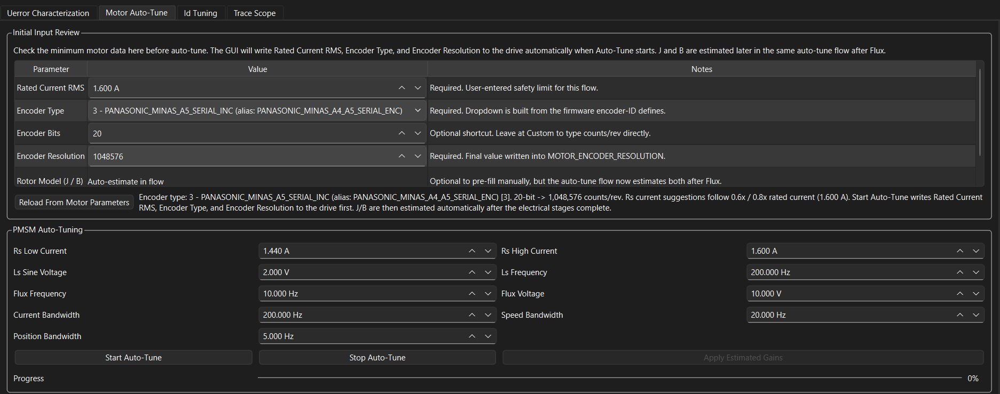 Uerror Characterization Motor Auto-Tune Id Tuning Trace Scope
Initial Input Review
Check the minimum motor data here before auto-tune. The GUI will write Rated Current RMS, Encoder Type, and Encoder Resolution to the drive automatically when Auto-Tune starts. J and B are estimated later in the same auto-tune flow after Flux.
Parameter Value Notes
Rated Current RMS 1.600 A Required. User-entered safety limit for this flow.
Encoder Type 3 - PANASONIC_MINAS_A5_SERIAL_INC (alias: PANASONIC_MINAS_A4_A5_SERIAL_ENC) Required. Dropdown is built from the firmware encoder-ID defines.
Encoder Bits 20 Optional shortcut. Leave at Custom to type counts/rev directly.
Encoder Resolution 1048576 Required. Final value written into MOTOR_ENCODER_RESOLUTION.
Rotor Model (J / B) Auto-estimate in flow Optional to pre-fill manually, but the auto-tune flow now estimates both after Flux.
Reload From Motor Parameters
Encoder type: 3 - PANASONIC_MINAS_A5_SERIAL_INC (alias: PANASONIC_MINAS_A4_A5_SERIAL_ENC) [3]. 20-bit -> 1,048,576 counts/rev. Rs current suggestions follow 0.6x / 0.8x rated current (1.600 A). Start Auto-Tune writes Rated Current
RMS, Encoder Type, and Encoder Resolution to the drive first. J/B are then estimated automatically after the electrical stages complete.
PMSM Auto-Tuning
Rs Low Current 1.440 A Rs High Current 1.600 A
Ls Sine Voltage 2.000 V Ls Frequency 200.000 Hz
Flux Frequency 10.000 Hz Flux Voltage 10.000 V
Current Bandwidth 200.000 Hz Speed Bandwidth 20.000 Hz
Position Bandwidth 5.000 Hz
Start Auto-Tune Stop Auto-Tune Apply Estimated Gains
Progress 0%